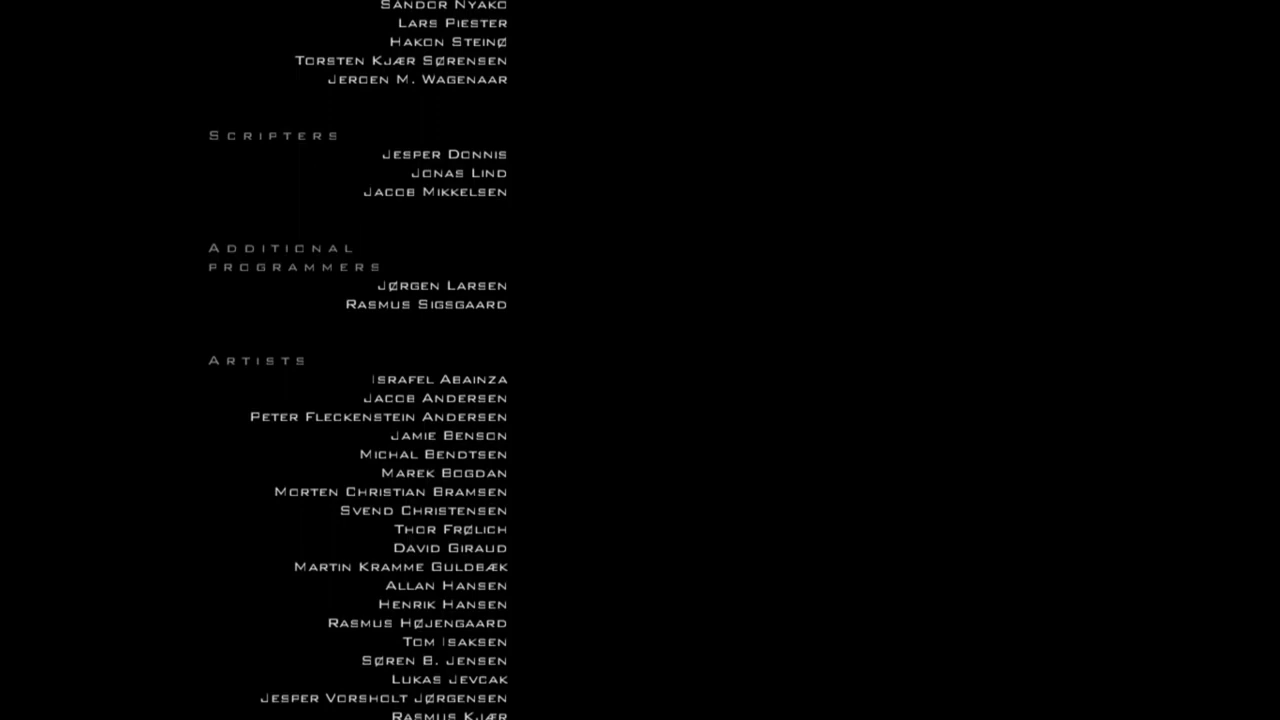 Sándor Nyakó
Lars Piester
Hakon Steinø
Torsten Kjær Sørensen
Jeroen M. Wagenaar
Scripters
Jesper Donnis
Jonas Lind
Jacob Mikkelsen
Additional
programmers
Jørgen Larsen
Rasmus Sigsgaard
Artists
Israfel Abainza
Jacob Andersen
Peter Fleckenstein Andersen
Jamie Benson
Michal Bendtsen
Marek Bogdan
Morten Christian Bramsen
Svend Christensen
Thor Frølich
David Giraud
Martin Kramme Guldbæk
Allan Hansen
Henrik Hansen
Rasmus Højengaard
Tom Isaksen
Søren B. Jensen
Lukas Jevcak
Jesper Vorsholt Jørgensen
Rasmus Kjær